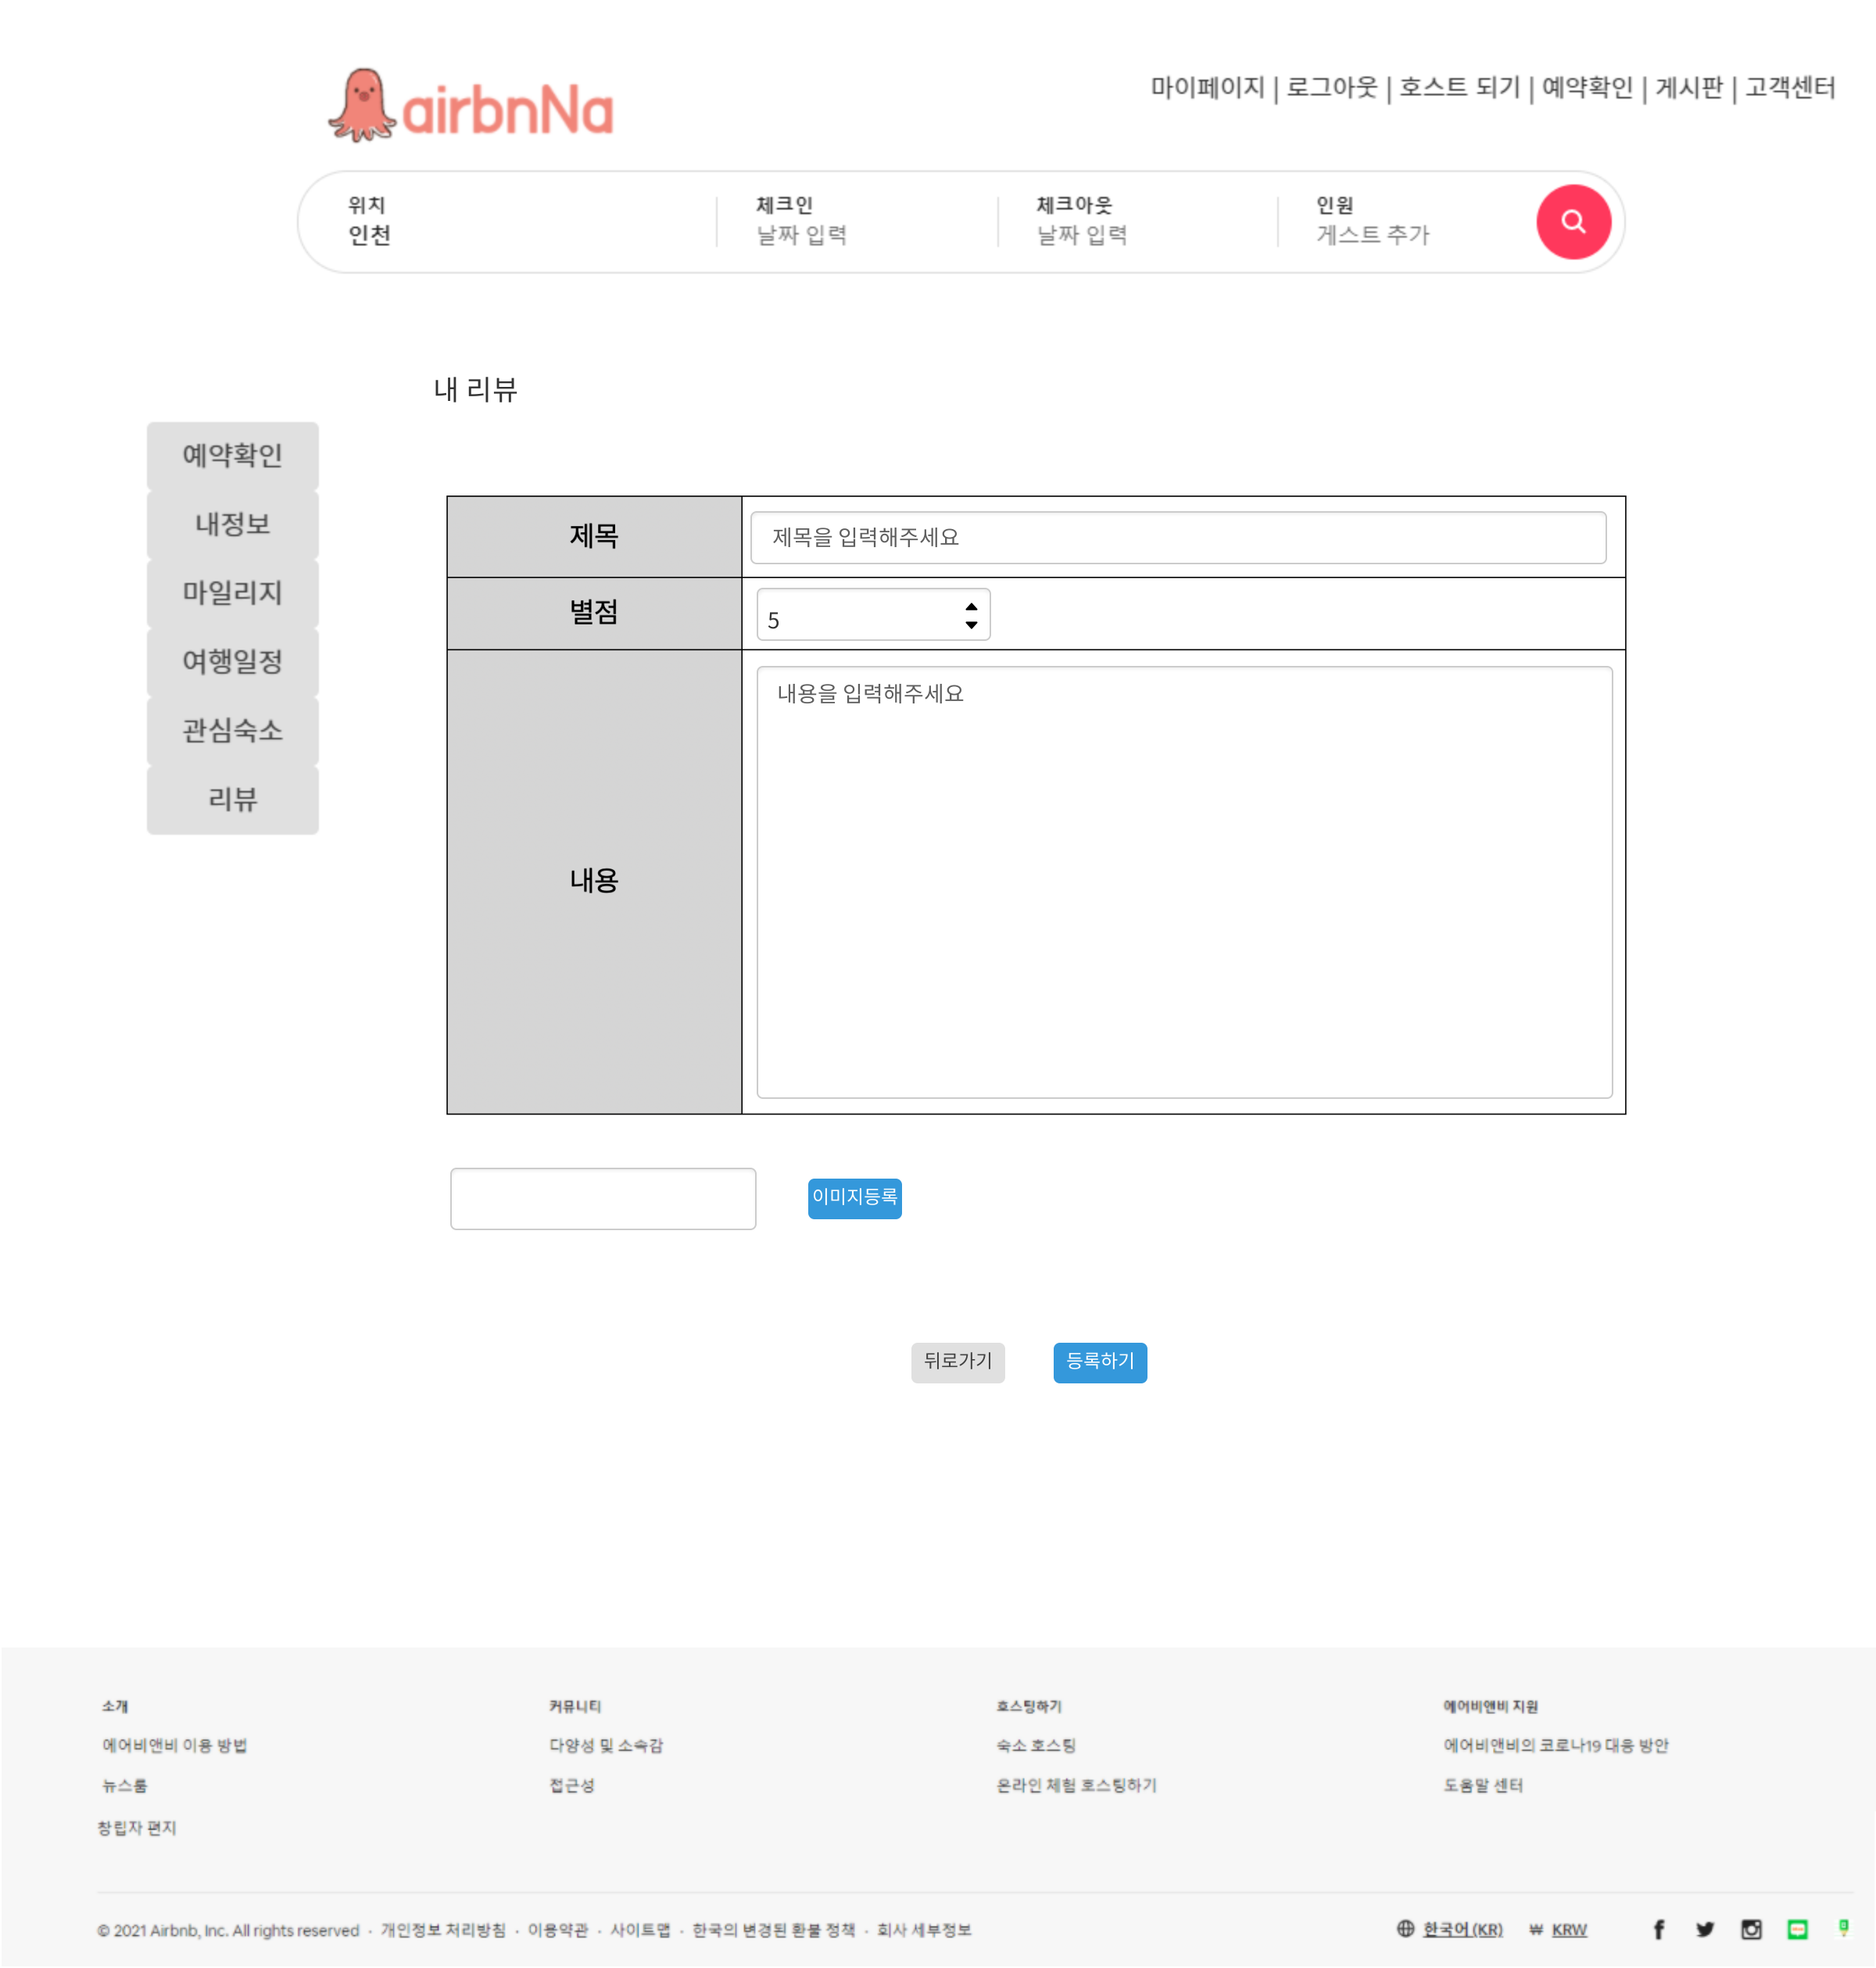 airbnNa
마이페이지 | 로그아웃 | 호스트 되기 | 예약확인 | 게시판 | 고객센터
위치 체크인 체크아웃 인원
인천 날짜 입력 날짜 입력 게스트 추가
내 리뷰
예약확인
내정보
마일리지
여행일정
관심숙소
리뷰
제목 제목을 입력해주세요
별점 5
내용을 입력해주세요
내용
이미지등록
뒤로가기 등록하기
소개 커뮤니티 호스팅하기 에어비앤비 지원
에어비앤비 이용 방법 다양성 및 소속감 숙소 호스팅 에어비앤비의 코로나19 대응 방안
뉴스룸 접근성 온라인 체험 호스팅하기 도움말 센터
창립자 편지
© 2021 Airbnb, Inc. All rights reserved · 개인정보 처리방침 · 이용약관 · 사이트맵 · 한국의 변경된 환불 정책 · 회사 세부정보 한국어 (KR) ₩ KRW